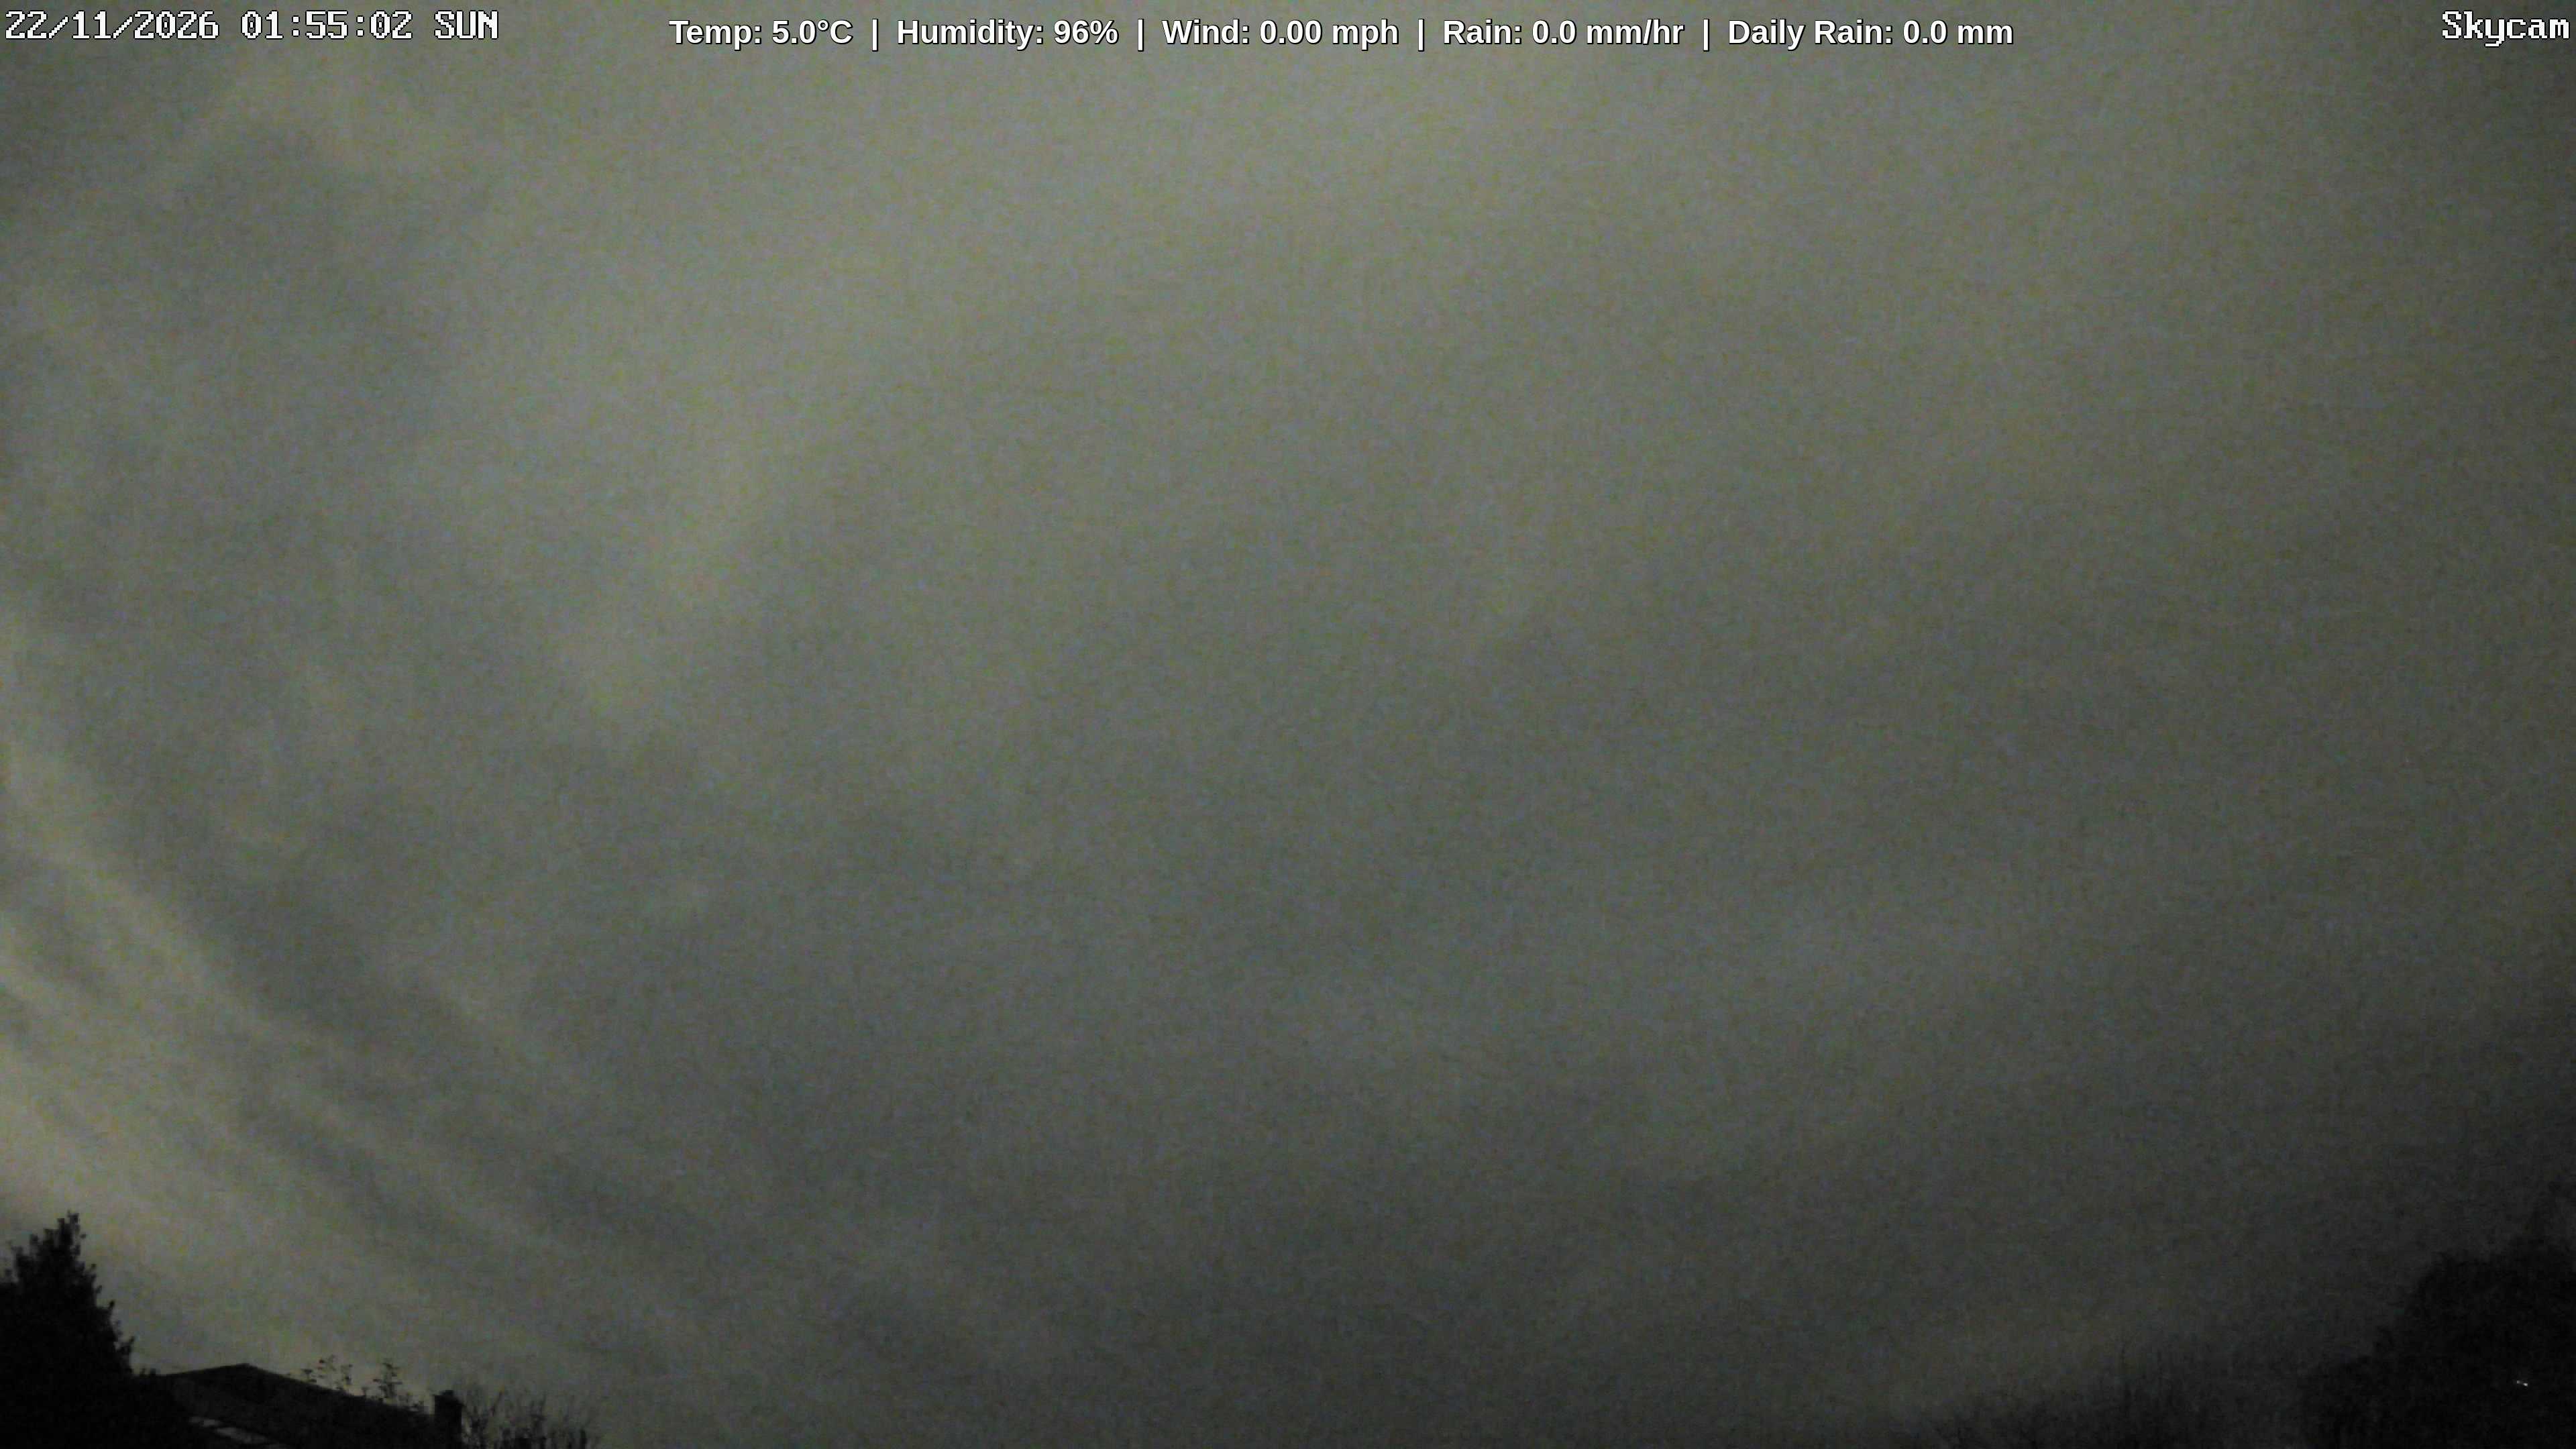 22/11/2026 01:55:02 SUN
Temp: 5.0°C | Humidity: 96% | Wind: 0.00 mph | Rain: 0.0 mm/hr | Daily Rain: 0.0 mm
Skycam